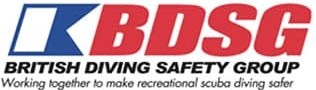 BDSG
BRITISH DIVING SAFETY GROUP
Working together to make recreational scuba diving safer